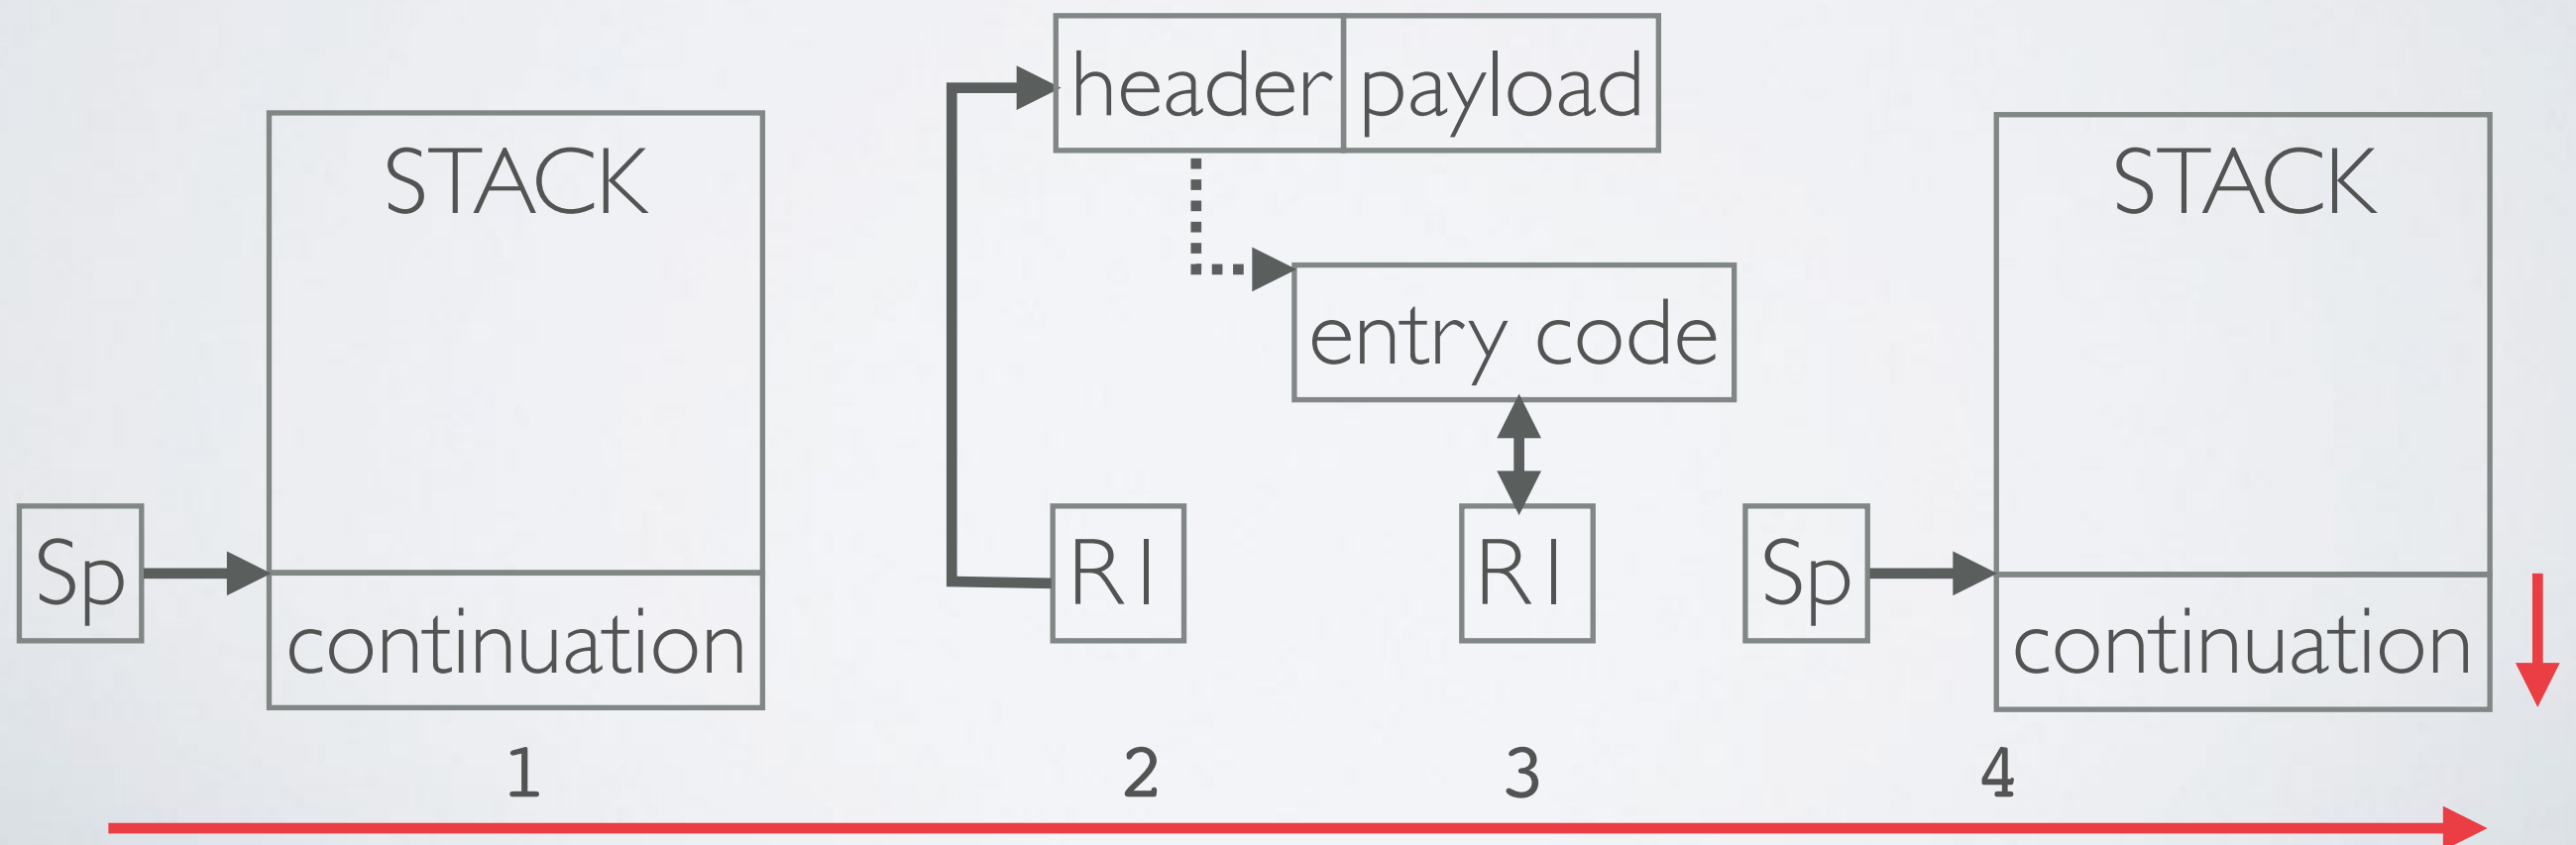 header payload
STACK
STACK
entry code
Sp
R1
R1
Sp
continuation
continuation
1
2
3
4